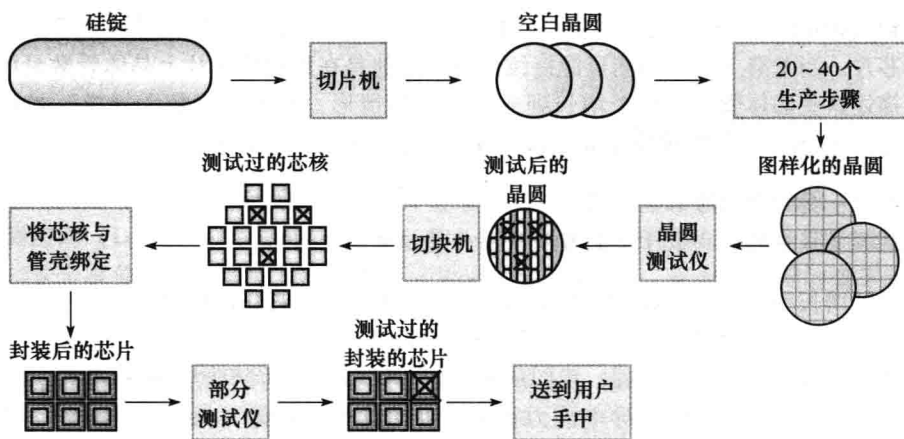 硅锭
切片机
空白晶圆
20~40个
生产步骤
图样化的晶圆
晶圆
测试仪
测试后的
晶圆
切块机
测试过的芯核
将芯核与
管壳绑定
封装后的芯片
部分
测试仪
测试过的
封装的芯片
送到用户
手中